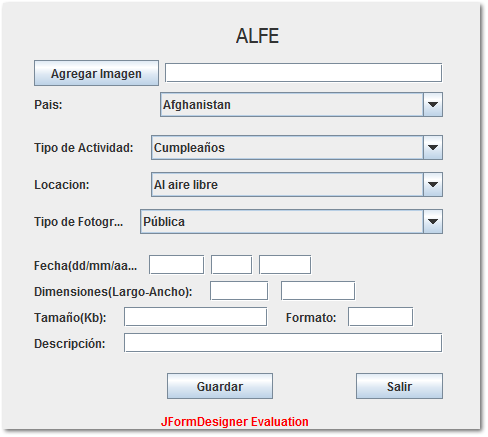 ALFE
Agregar Imagen
Pais: Afghanistan
Tipo de Actividad: Cumpleaños
Locacion: Al aire libre
Tipo de Fotogr... Pública
Fecha(dd/mm/aa...
Dimensiones(Largo-Ancho):
Tamaño(Kb): Formato:
Descripción:
Guardar Salir
JFormDesigner Evaluation